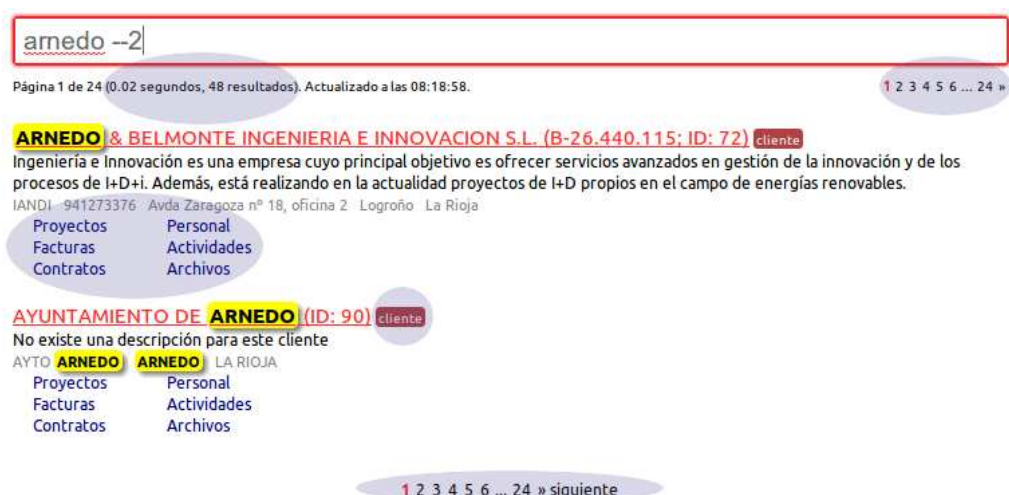 arnedo --2
Página 1 de 24 (0.02 segundos, 48 resultados). Actualizado a las 08:18:58.
1 2 3 4 5 6 ... 24 »
ARNEDO & BELMONTE INGENIERIA E INNOVACION S.L. (B-26.440.115; ID: 72) cliente
Ingeniería e Innovación es una empresa cuyo principal objetivo es ofrecer servicios avanzados en gestión de la innovación y de los
procesos de I+D+i. Además, está realizando en la actualidad proyectos de I+D propios en el campo de energías renovables.
IANDI 941273376 Avda Zaragoza nº 18, oficina 2 Logroño La Rioja
Proyectos Personal
Facturas Actividades
Contratos Archivos
AYUNTAMIENTO DE ARNEDO (ID: 90) cliente
No existe una descripción para este cliente
AYTO ARNEDO ARNEDO LA RIOJA
Proyectos Personal
Facturas Actividades
Contratos Archivos
1 2 3 4 5 6 ... 24 » siguiente